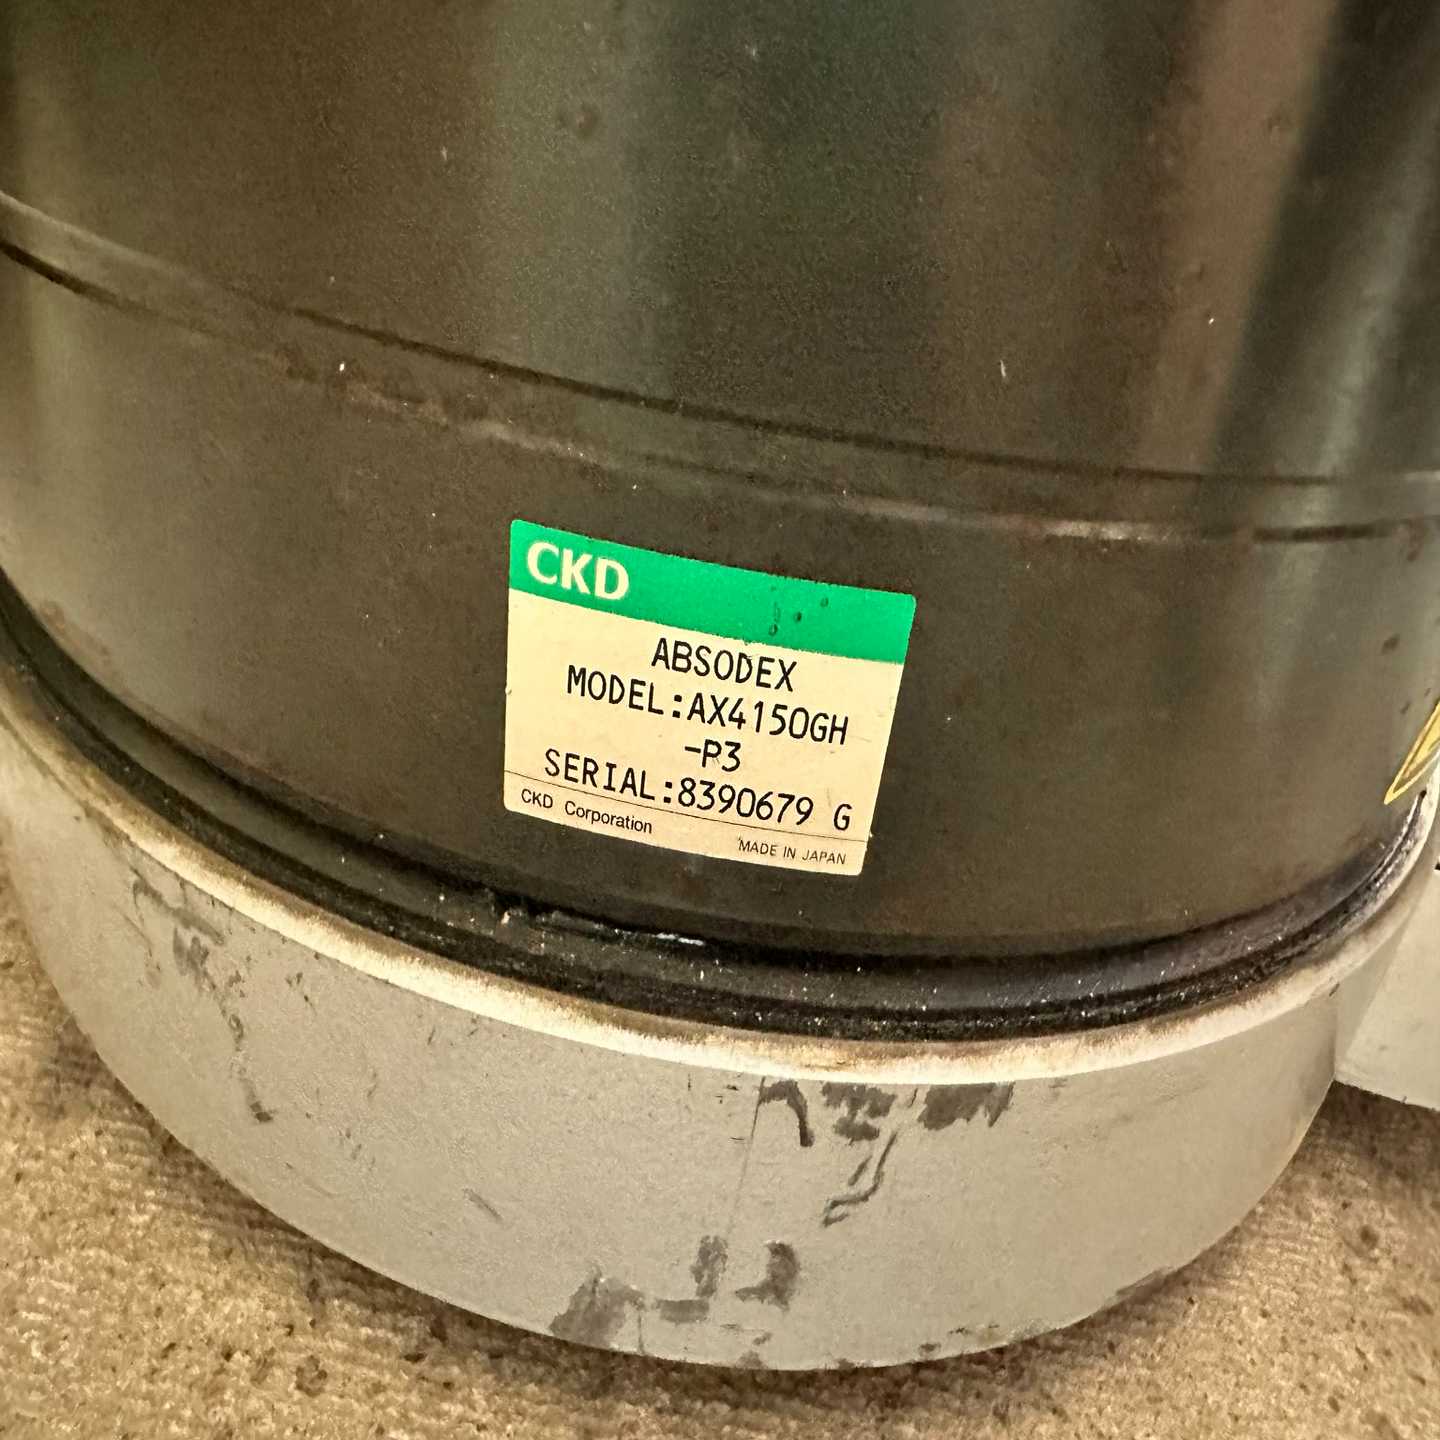 CKD
ABSODEX
MODEL:AX4150GH
-P3
SERIAL:8390679 G
CKD Corporation
MADE IN JAPAN